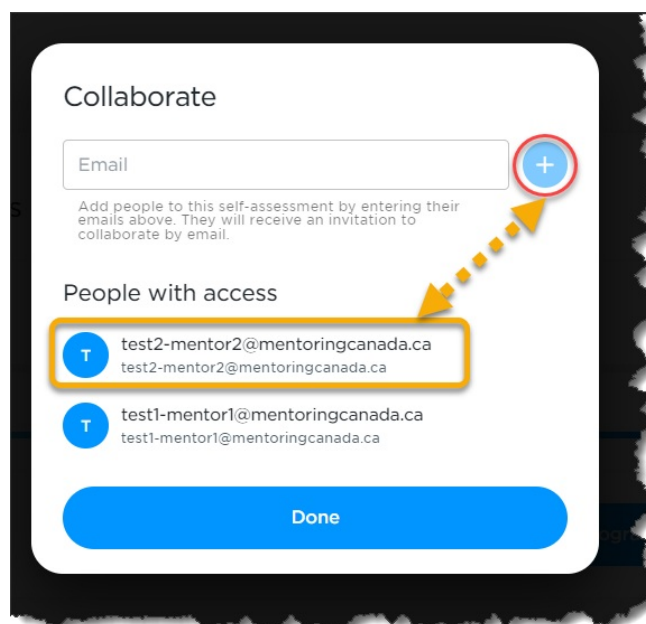 Collaborate
Email
+
Add people to this self-assessment by entering their
emails above. They will receive an invitation to
collaborate by email.
People with access
T
test2-mentor2@mentoringcanada.ca
test2-mentor2@mentoringcanada.ca
T
test1-mentor1@mentoringcanada.ca
test1-mentor1@mentoringcanada.ca
Done